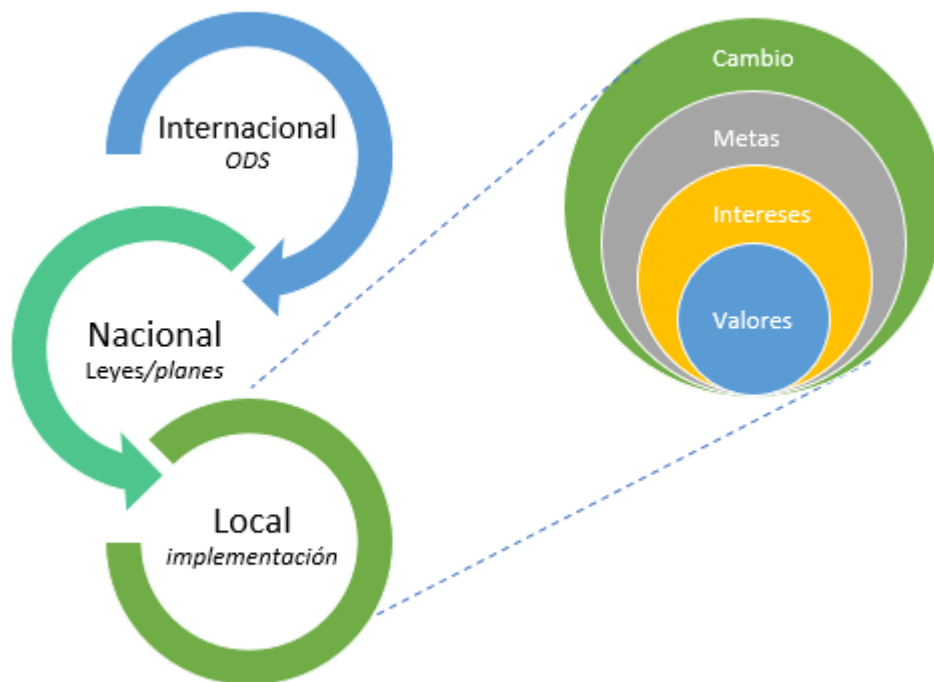 Internacional
ODS
Nacional
Leyes/planes
Local
implementación
Cambio
Metas
Intereses
Valores